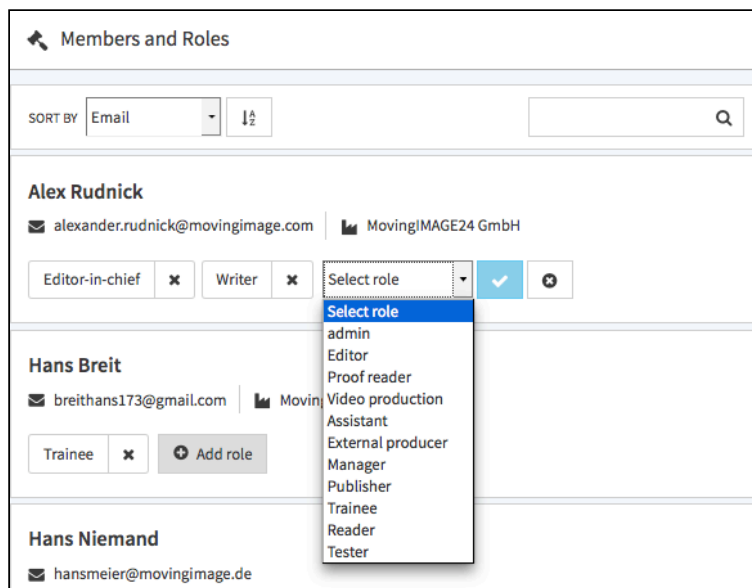 Members and Roles
SORT BY Email
Alex Rudnick
alexander.rudnick@movingimage.com MovingIMAGE24 GmbH
Editor-in-chief Writer Select role
Select role
admin
Editor
Proof reader
Video production
Assistant
External producer
Manager
Publisher
Trainee
Reader
Tester
Hans Breit
breithans173@gmail.com Movin
Trainee Add role
Hans Niemand
hansmeier@movingimage.de